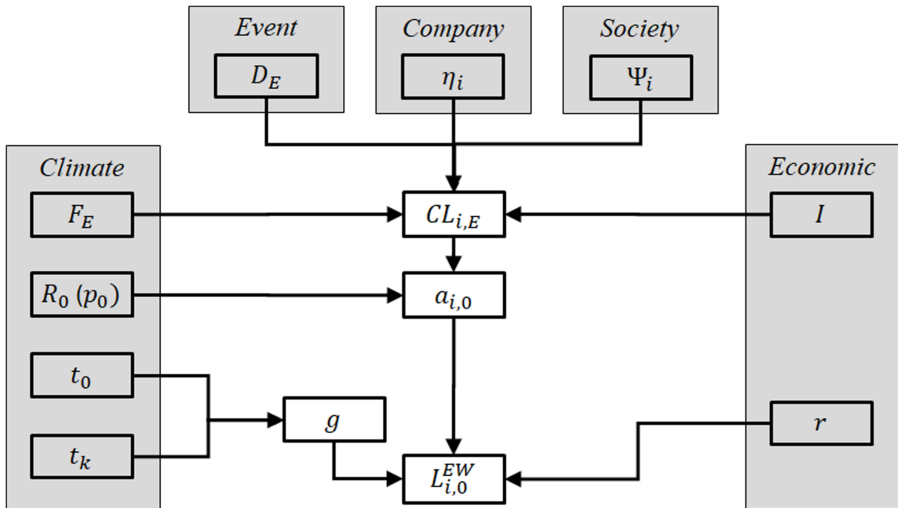 Event
D_E
Company
η_i
Society
Ψ_i
Climate
F_E
R_0 (p_0)
t_0
t_k
CL_{i,E}
a_{i,0}
g
L_{i,0}^{EW}
Economic
I
r